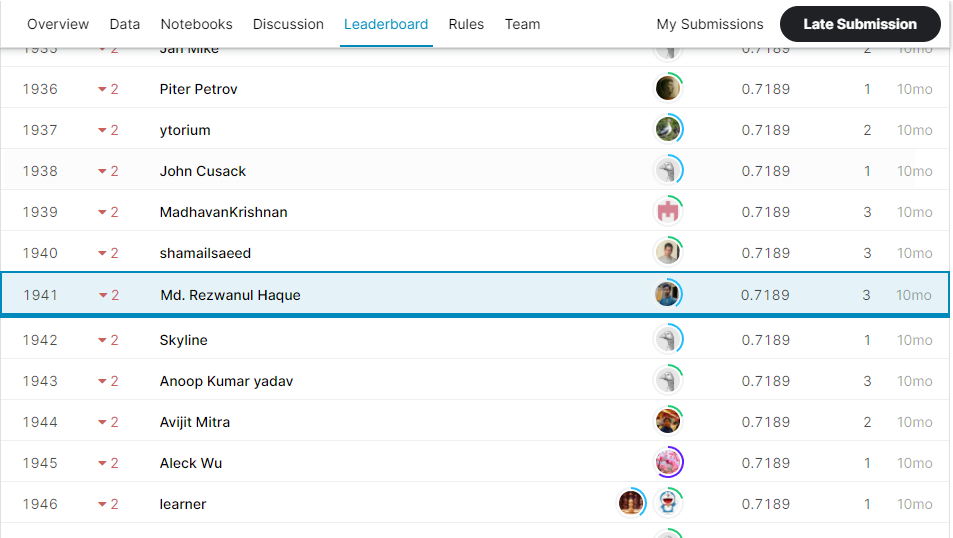 Overview Data Notebooks Discussion Leaderboard Rules Team My Submissions Late Submission
1935 2 Jan Mike 0.7189 2 10mo
1936 2 Piter Petrov 0.7189 1 10mo
1937 2 ytorium 0.7189 2 10mo
1938 2 John Cusack 0.7189 1 10mo
1939 2 MadhavanKrishnan 0.7189 3 10mo
1940 2 shamailsaeed 0.7189 3 10mo
1941 2 Md. Rezwanul Haque 0.7189 3 10mo
1942 2 Skyline 0.7189 1 10mo
1943 2 Anoop Kumar yadav 0.7189 3 10mo
1944 2 Avijit Mitra 0.7189 2 10mo
1945 2 Aleck Wu 0.7189 1 10mo
1946 2 learner 0.7189 1 10mo